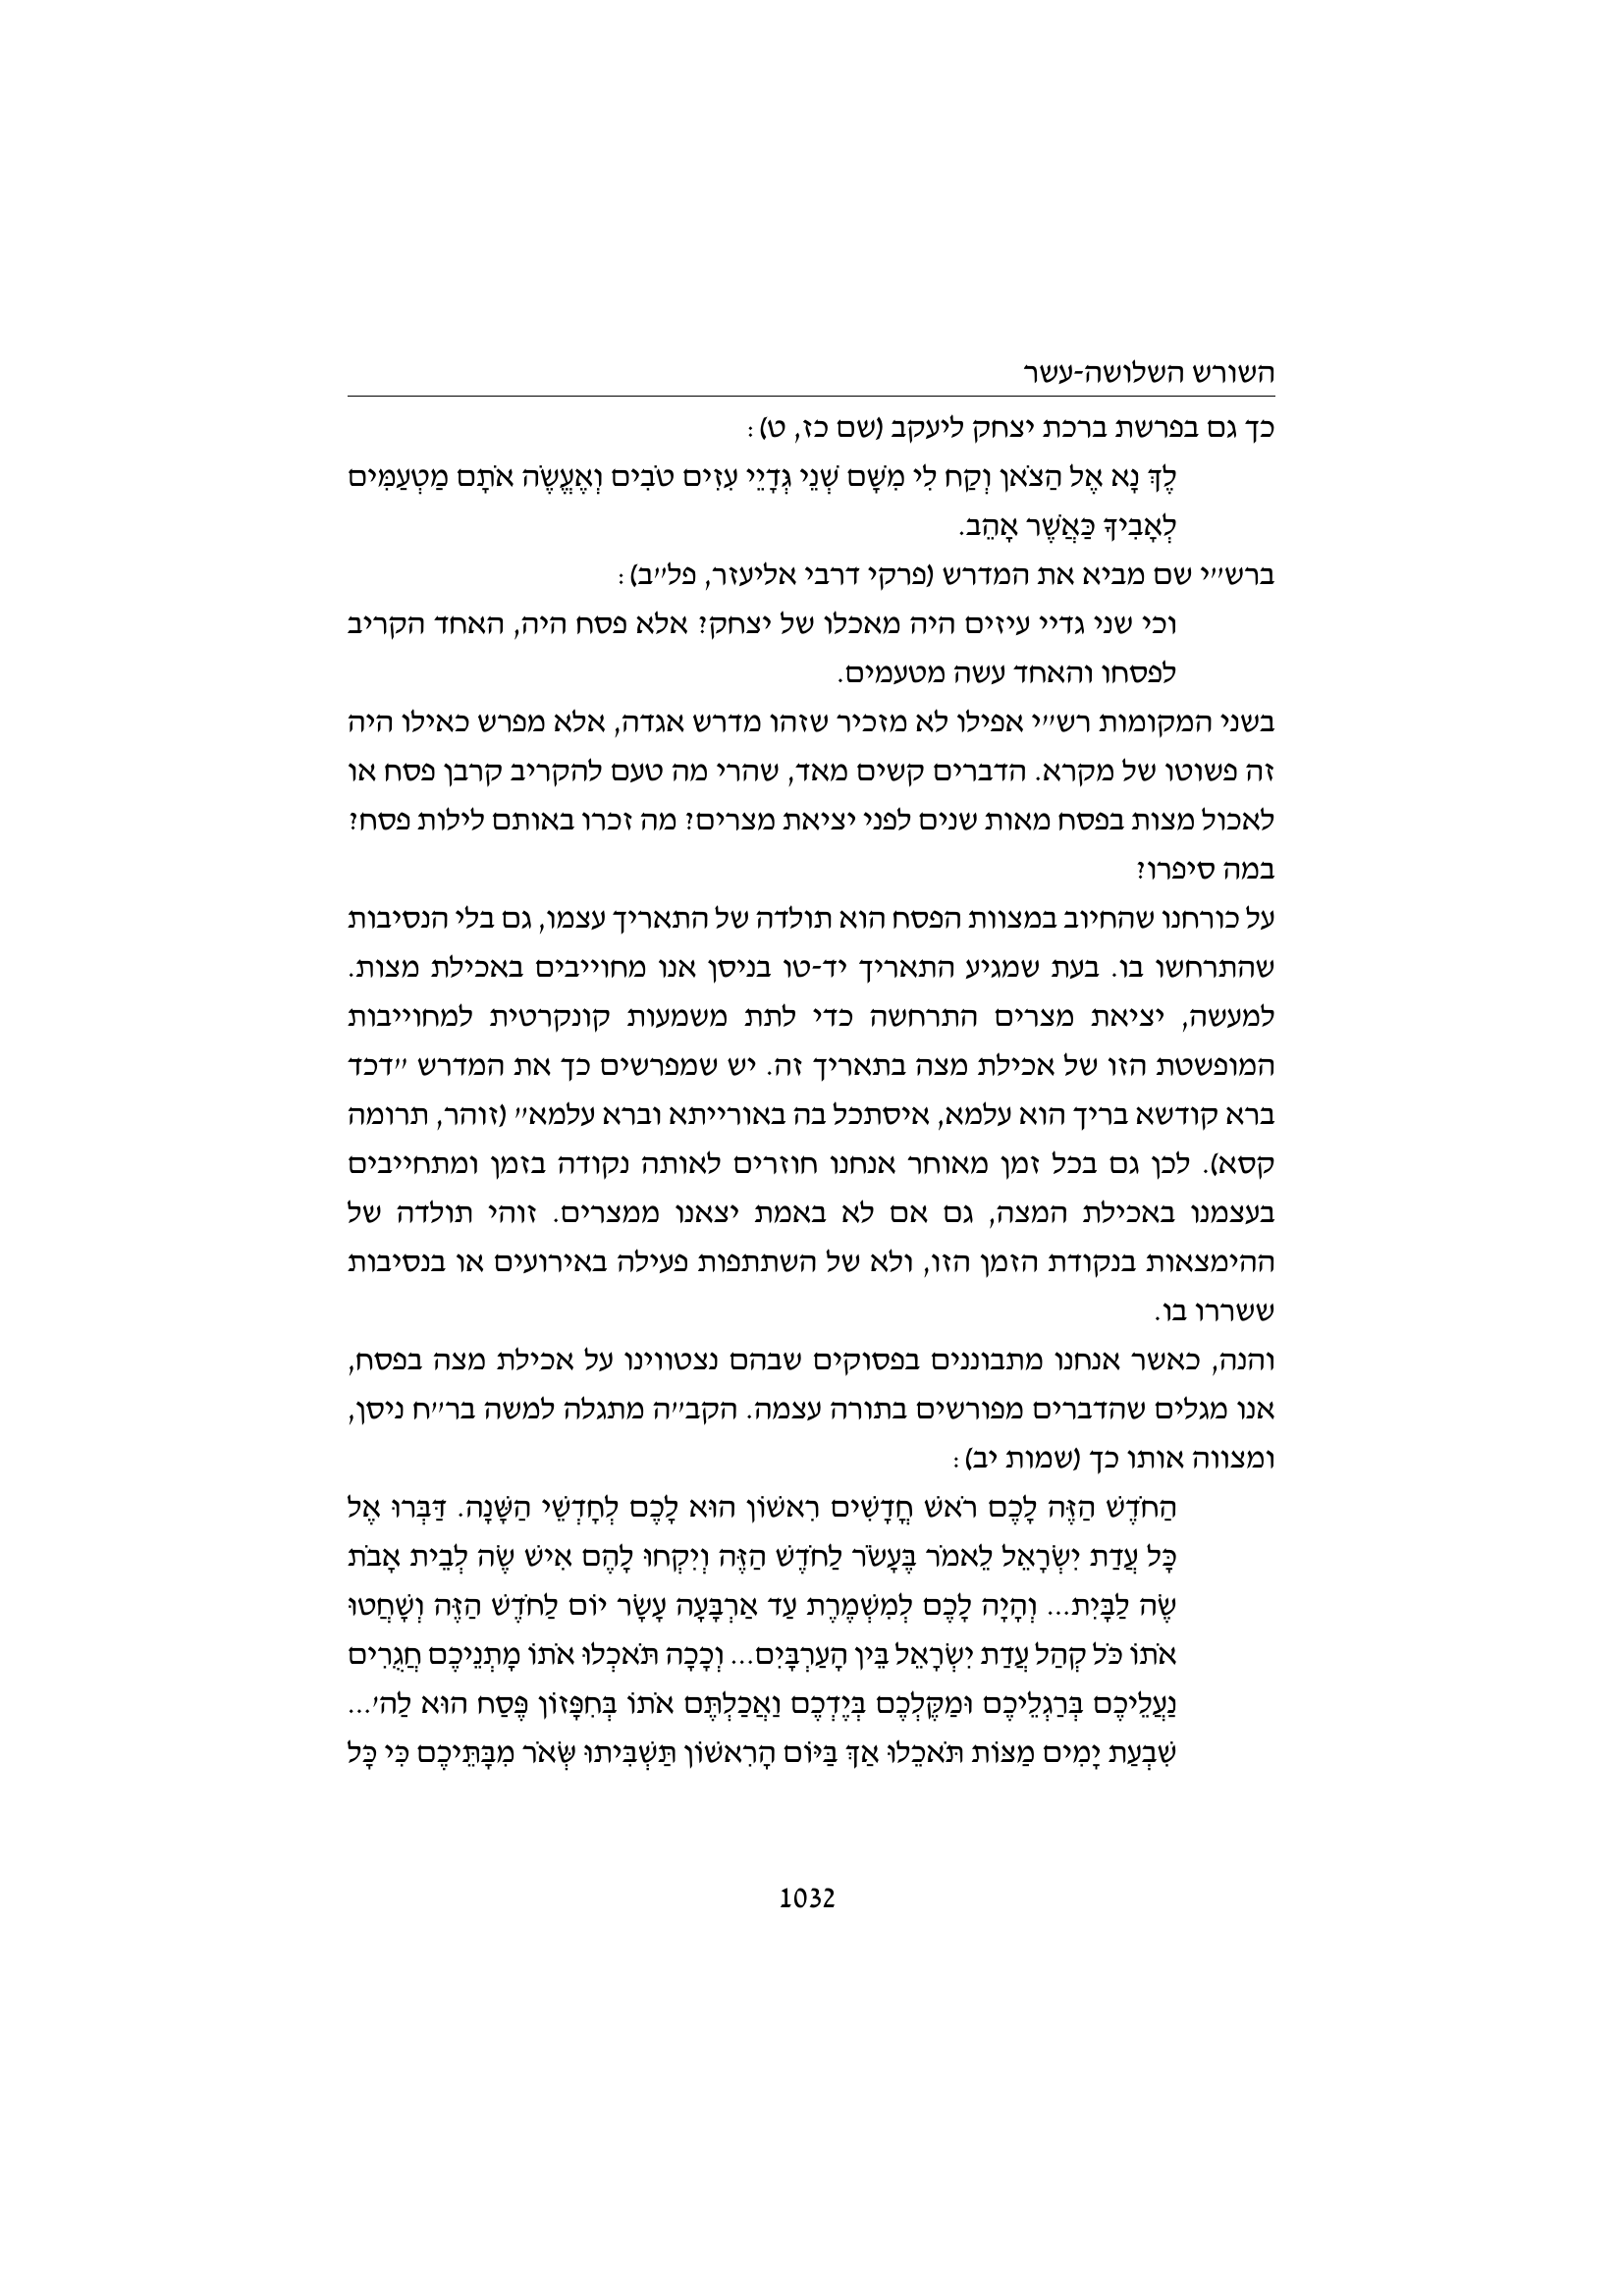 השורש השלושה-עשר
כך גם בפרשת ברכת יצחק ליעקב (שם כז, ט):
לֶךְ נָא אֶל הַצֹּאן וְקַח לִי מִשָּׁם שְׁנֵי גְּדָיֵי עִזִּים טֹבִים וְאֶעֱשֶׂה אֹתָם מַטְעַמִּים
לְאָבִיךָ כַּאֲשֶׁר אָהֵב.
ברש״י שם מביא את המדרש (פרקי דרבי אליעזר, פל״ב):
וכי שני גדיי עיזים היה מאכלו של יצחק? אלא פסח היה, האחד הקריב
לפסחו והאחד עשה מטעמים.
בשני המקומות רש״י אפילו לא מזכיר שזהו מדרש אגדה, אלא מפרש כאילו היה
זה פשוטו של מקרא. הדברים קשים מאד, שהרי מה טעם להקריב קרבן פסח או
לאכול מצות בפסח מאות שנים לפני יציאת מצרים? מה זכרו באותם לילות פסח?
במה סיפרו?
על כורחנו שהחיוב במצוות הפסח הוא תולדה של התאריך עצמו, גם בלי הנסיבות
שהתרחשו בו. בעת שמגיע התאריך יד-טו בניסן אנו מחוייבים באכילת מצות.
למעשה, יציאת מצרים התרחשה כדי לתת משמעות קונקרטית למחוייבות
המופשטת הזו של אכילת מצה בתאריך זה. יש שמפרשים כך את המדרש ״דכד
ברא קודשא בריך הוא עלמא, איסתכל בה באורייתא וברא עלמא״ (זוהר, תרומה
קסא). לכן גם בכל זמן מאוחר אנחנו חוזרים לאותה נקודה בזמן ומתחייבים
בעצמנו באכילת המצה, גם אם לא באמת יצאנו ממצרים. זוהי תולדה של
ההימצאות בנקודת הזמן הזו, ולא של השתתפות פעילה באירועים או בנסיבות
ששררו בו.
והנה, כאשר אנחנו מתבוננים בפסוקים שבהם נצטווינו על אכילת מצה בפסח,
אנו מגלים שהדברים מפורשים בתורה עצמה. הקב״ה מתגלה למשה בר״ח ניסן,
ומצווה אותו כך (שמות יב):
הַחֹדֶשׁ הַזֶּה לָכֶם רֹאשׁ חֳדָשִׁים רִאשׁוֹן הוּא לָכֶם לְחָדְשֵׁי הַשָּׁנָה. דַּבְּרוּ אֶל
כָּל עֲדַת יִשְׂרָאֵל לֵאמֹר בֶּעָשֹׂר לַחֹדֶשׁ הַזֶּה וְיִקְחוּ לָהֶם אִישׁ שֶׂה לְבֵית אָבֹת
שֶׂה לַבָּיִת... וְהָיָה לָכֶם לְמִשְׁמֶרֶת עַד אַרְבָּעָה עָשָׂר יוֹם לַחֹדֶשׁ הַזֶּה וְשָׁחֲטוּ
אֹתוֹ כֹּל קְהַל עֲדַת יִשְׂרָאֵל בֵּין הָעַרְבָּיִם... וְכָכָה תֹּאכְלוּ אֹתוֹ מָתְנֵיכֶם חֲגֻרִים
נַעֲלֵיכֶם בְּרַגְלֵיכֶם וּמַקֶּלְכֶם בְּיֶדְכֶם וַאֲכַלְתֶּם אֹתוֹ בְּחִפָּזוֹן פֶּסַח הוּא לַה׳...
שִׁבְעַת יָמִים מַצּוֹת תֹּאכֵלוּ אַךְ בַּיּוֹם הָרִאשׁוֹן תַּשְׁבִּיתוּ שְּׂאֹר מִבָּתֵּיכֶם כִּי כָּל
1032